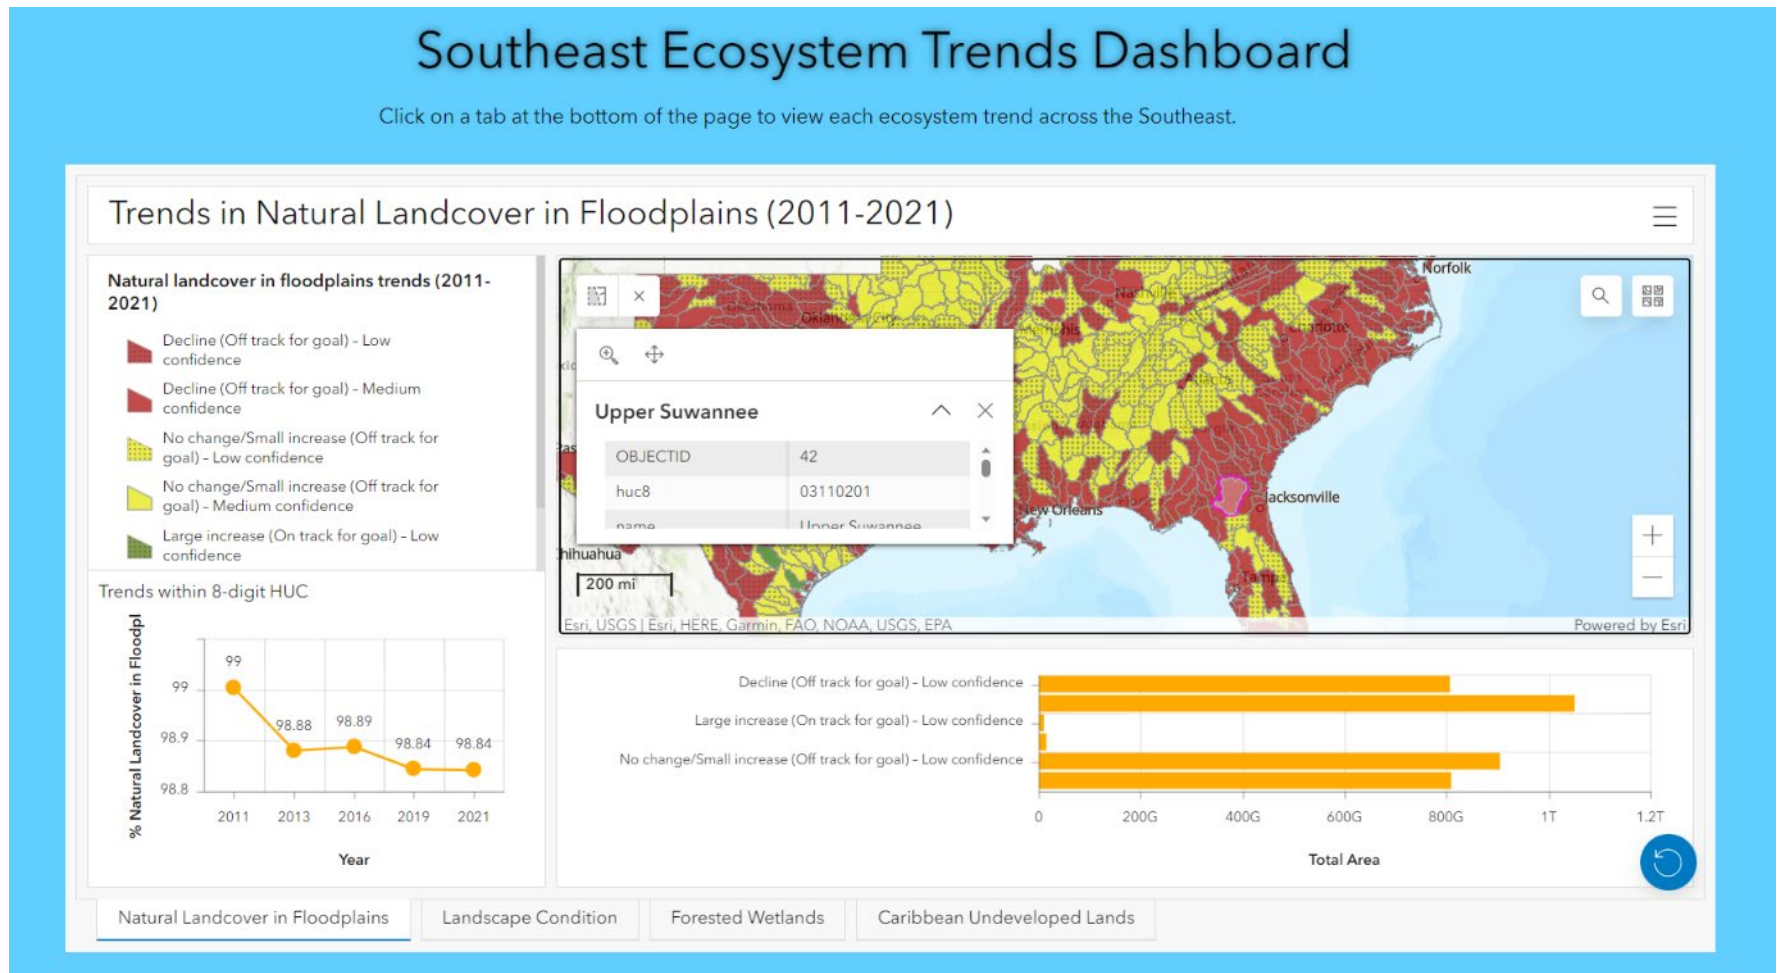 Southeast Ecosystem Trends Dashboard
Click on a tab at the bottom of the page to view each ecosystem trend across the Southeast.
Trends in Natural Landcover in Floodplains (2011-2021)
Natural landcover in floodplains trends (2011-
2021)
Decline (Off track for goal) - Low
confidence
Decline (Off track for goal) - Medium
confidence
No change/Small increase (Off track for
goal) - Low confidence
No change/Small increase (Off track for
goal) - Medium confidence
Large increase (On track for goal) - Low
confidence
Norfolk
Nashville
Oklahoma
Memphis
Charlotte
Atlanta
Upper Suwannee
OBJECTID 42
huc8 03110201
name Upper Suwannee
Jacksonville
New Orleans
Florida
hihuahua
Tampa
200 mi
Esri, USGS | Esri, HERE, Garmin, FAO, NOAA, USGS, EPA
Powered by Esri
Trends within 8-digit HUC
% Natural Landcover in Floodpl
99
98.9
98.8
99
98.88
98.89
98.84
98.84
2011 2013 2016 2019 2021
Year
Decline (Off track for goal) - Low confidence
Large increase (On track for goal) - Low confidence
No change/Small increase (Off track for goal) - Low confidence
0 200G 400G 600G 800G 1T 1.2T
Total Area
Natural Landcover in Floodplains
Landscape Condition
Forested Wetlands
Caribbean Undeveloped Lands